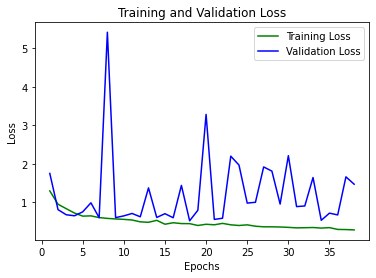 Training and Validation Loss
Training Loss
Validation Loss
Loss
5
4
3
2
1
0 5 10 15 20 25 30 35
Epochs